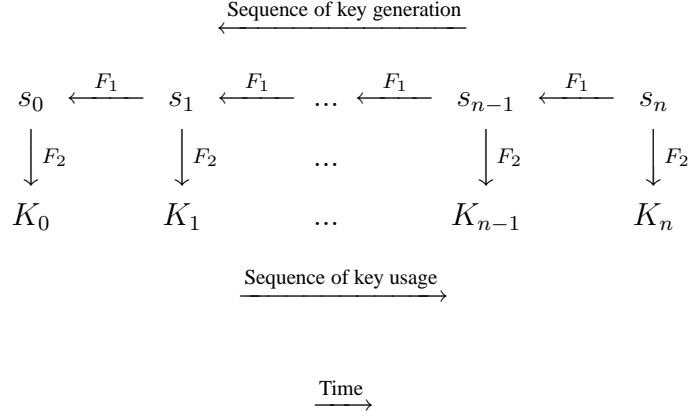 Sequence of key generation
F₁ F₁ F₁ F₁
s₀ s₁ ... sₙ₋₁ sₙ
F₂ F₂ ... F₂ F₂
K₀ K₁ ... Kₙ₋₁ Kₙ
Sequence of key usage
Time